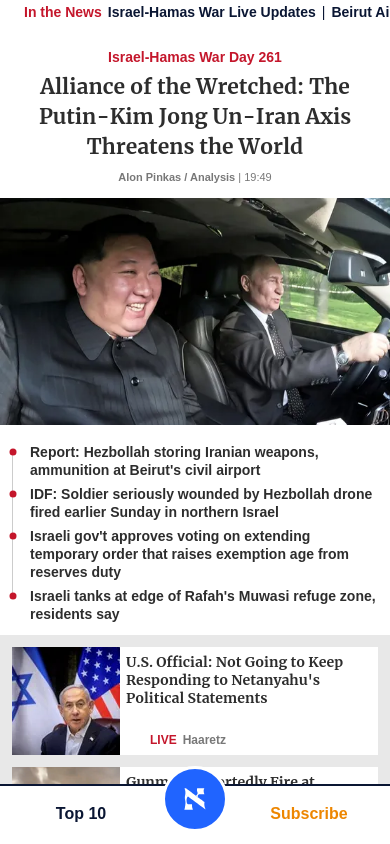 In the News Israel-Hamas War Live Updates | Beirut Ai
Israel-Hamas War Day 261
Alliance of the Wretched: The
Putin-Kim Jong Un-Iran Axis
Threatens the World
Alon Pinkas / Analysis | 19:49
Report: Hezbollah storing Iranian weapons,
ammunition at Beirut's civil airport
IDF: Soldier seriously wounded by Hezbollah drone
fired earlier Sunday in northern Israel
Israeli gov't approves voting on extending
temporary order that raises exemption age from
reserves duty
Israeli tanks at edge of Rafah's Muwasi refuge zone,
residents say
U.S. Official: Not Going to Keep
Responding to Netanyahu's
Political Statements
LIVE Haaretz
Fire at
Top 10
Subscribe